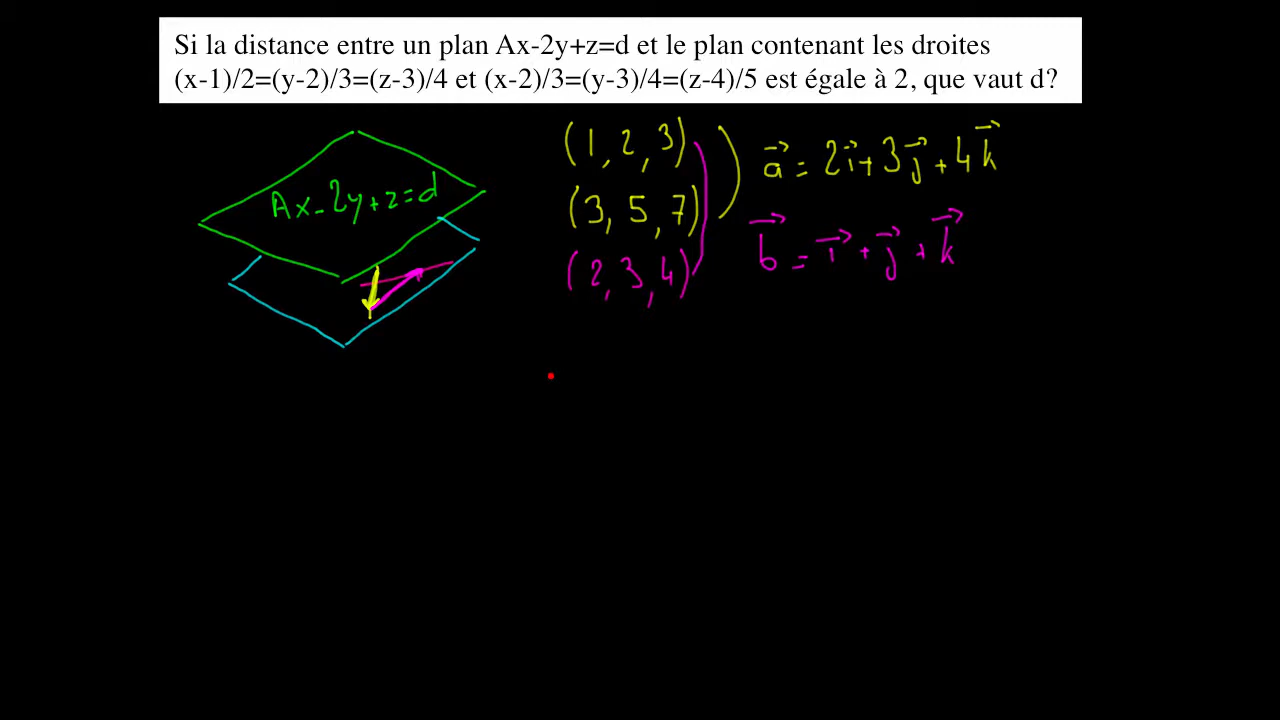 Si la distance entre un plan Ax-2y+z=d et le plan contenant les droites
(x-1)/2=(y-2)/3=(z-3)/4 et (x-2)/3=(y-3)/4=(z-4)/5 est égale à 2, que vaut d?
Ax-2y+z=d
(1, 2, 3)
(3, 5, 7)
(2, 3, 4)
a⃗ = 2i⃗ + 3j⃗ + 4k⃗
b⃗ = i⃗ + j⃗ + k⃗